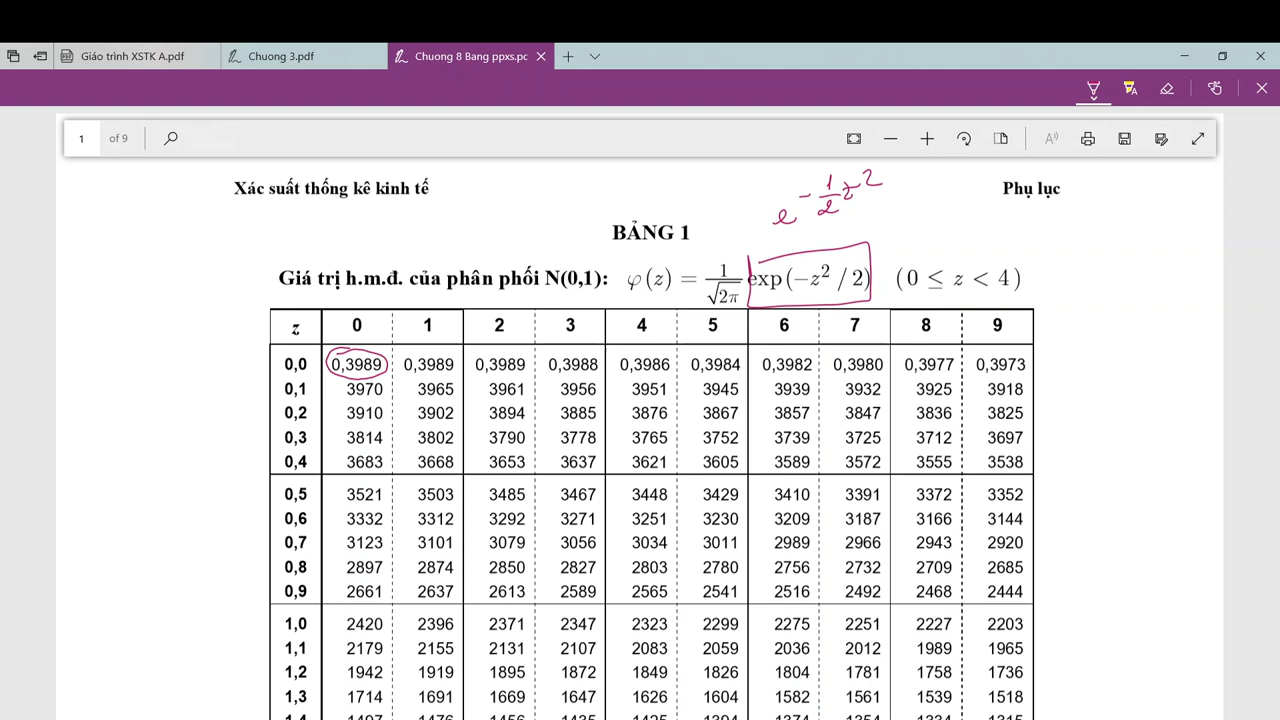 Giáo trình XSTK A.pdf Chuong 3.pdf Chuong 8 Bang ppxs.pc
1 of 9
e^{-\frac{1}{2}z^2}
Xác suất thống kê kinh tế Phụ lục
BẢNG 1
Giá trị h.m.đ. của phân phối N(0,1): φ(z) = 1/√2π exp(−z² / 2) (0 ≤ z < 4)
z 0 1 2 3 4 5 6 7 8 9
0,0 0,3989 0,3989 0,3989 0,3988 0,3986 0,3984 0,3982 0,3980 0,3977 0,3973
0,1 3970 3965 3961 3956 3951 3945 3939 3932 3925 3918
0,2 3910 3902 3894 3885 3876 3867 3857 3847 3836 3825
0,3 3814 3802 3790 3778 3765 3752 3739 3725 3712 3697
0,4 3683 3668 3653 3637 3621 3605 3589 3572 3555 3538
0,5 3521 3503 3485 3467 3448 3429 3410 3391 3372 3352
0,6 3332 3312 3292 3271 3251 3230 3209 3187 3166 3144
0,7 3123 3101 3079 3056 3034 3011 2989 2966 2943 2920
0,8 2897 2874 2850 2827 2803 2780 2756 2732 2709 2685
0,9 2661 2637 2613 2589 2565 2541 2516 2492 2468 2444
1,0 2420 2396 2371 2347 2323 2299 2275 2251 2227 2203
1,1 2179 2155 2131 2107 2083 2059 2036 2012 1989 1965
1,2 1942 1919 1895 1872 1849 1826 1804 1781 1758 1736
1,3 1714 1691 1669 1647 1626 1604 1582 1561 1539 1518